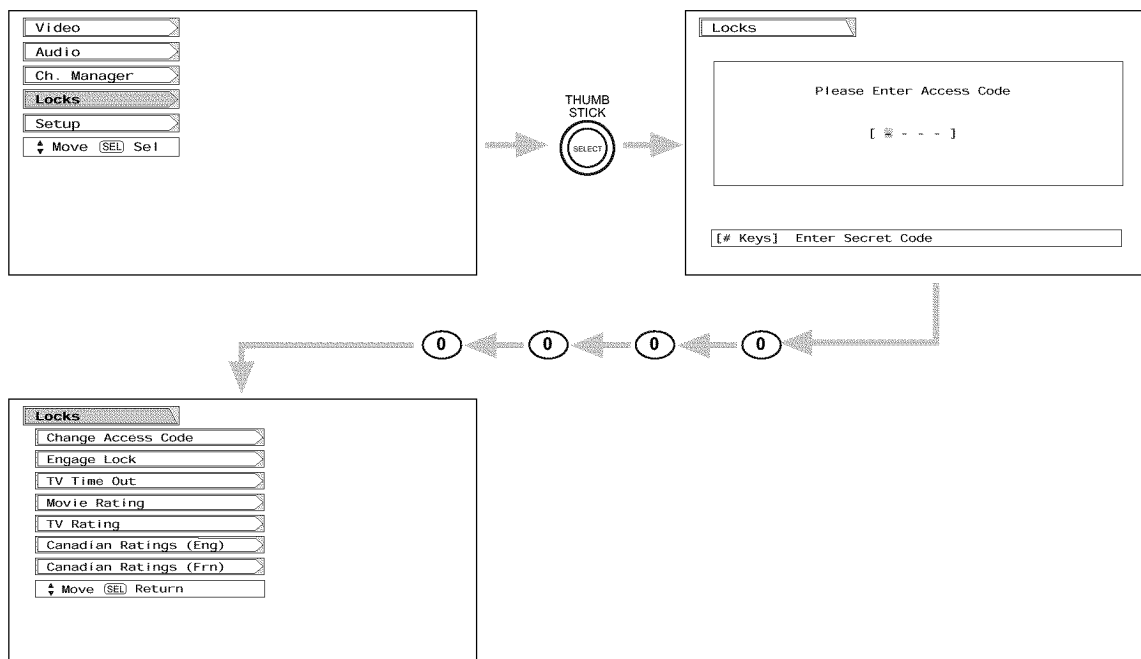 Video
Audio
Ch. Manager
Locks
Setup
Move SEL Sel
THUMB
STICK
SELECT
Locks
Please Enter Access Code
[ - - - ]
[# Keys] Enter Secret Code
0 0 0 0
Locks
Change Access Code
Engage Lock
TV Time Out
Movie Rating
TV Rating
Canadian Ratings (Eng)
Canadian Ratings (Frn)
Move SEL Return